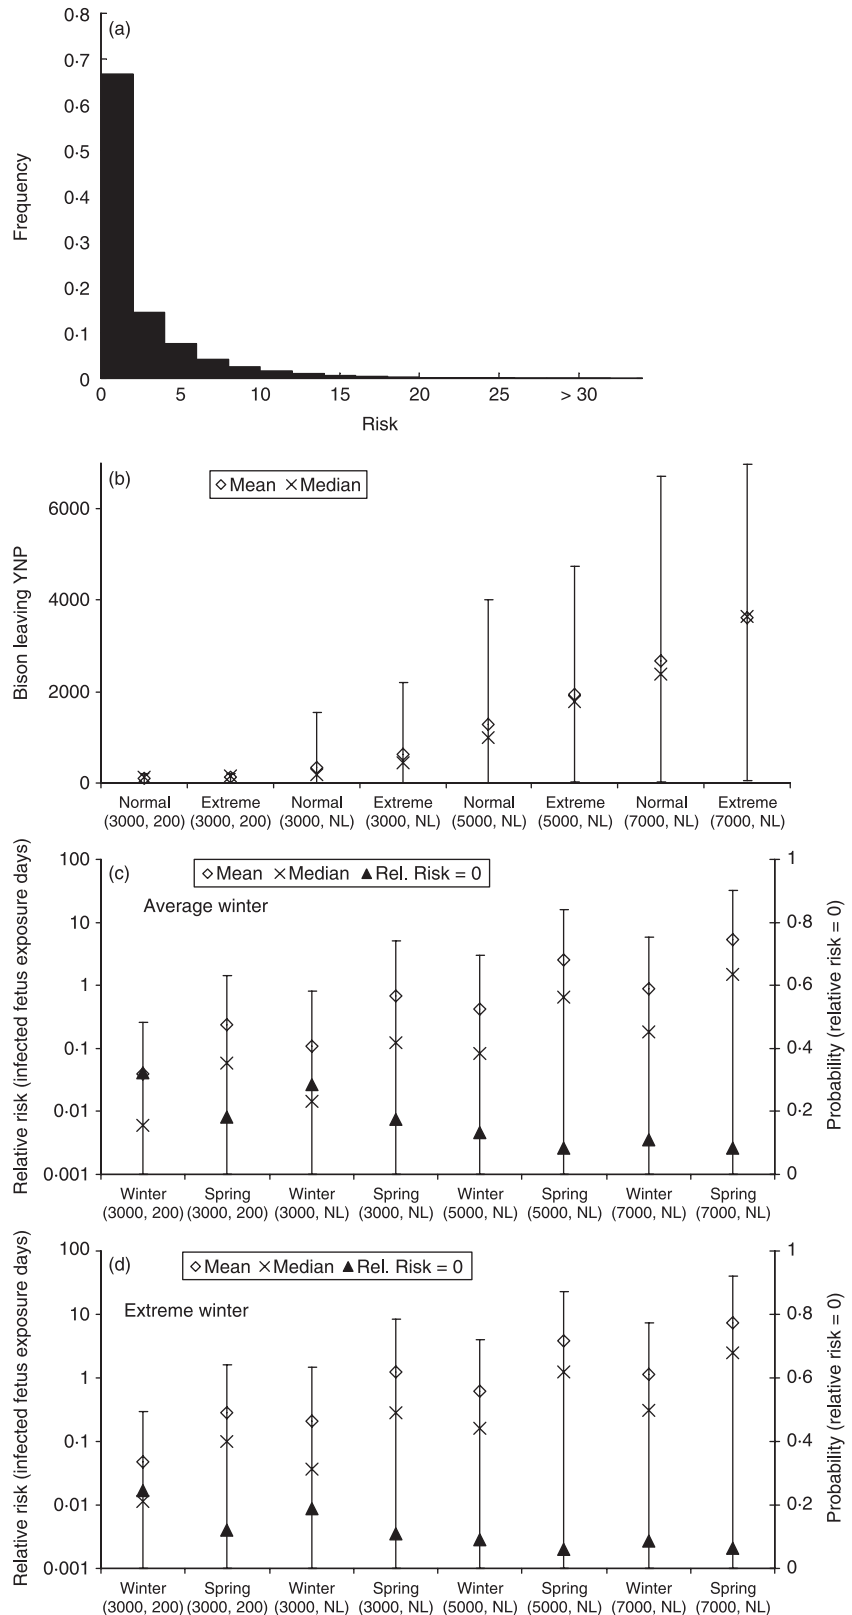 (a)
0·8
0·7
0·6
0·5
0·4
0·3
0·2
0·1
0
Frequency
0 5 10 15 20 25 > 30
Risk
(b)
Mean Median
6000
4000
2000
0
Bison leaving YNP
Normal Extreme Normal Extreme Normal Extreme Normal Extreme
(3000, 200) (3000, 200) (3000, NL) (3000, NL) (5000, NL) (5000, NL) (7000, NL) (7000, NL)
(c)
Mean Median Rel. Risk = 0
Average winter
100
10
1
0·1
0·01
0·001
Relative risk (infected fetus exposure days)
1
0·8
0·6
0·4
0·2
0
Probability (relative risk = 0)
Winter Spring Winter Spring Winter Spring Winter Spring
(3000, 200) (3000, 200) (3000, NL) (3000, NL) (5000, NL) (5000, NL) (7000, NL) (7000, NL)
(d)
Mean Median Rel. Risk = 0
Extreme winter
100
10
1
0·1
0·01
0·001
Relative risk (infected fetus exposure days)
1
0·8
0·6
0·4
0·2
0
Probability (relative risk = 0)
Winter Spring Winter Spring Winter Spring Winter Spring
(3000, 200) (3000, 200) (3000, NL) (3000, NL) (5000, NL) (5000, NL) (7000, NL) (7000, NL)